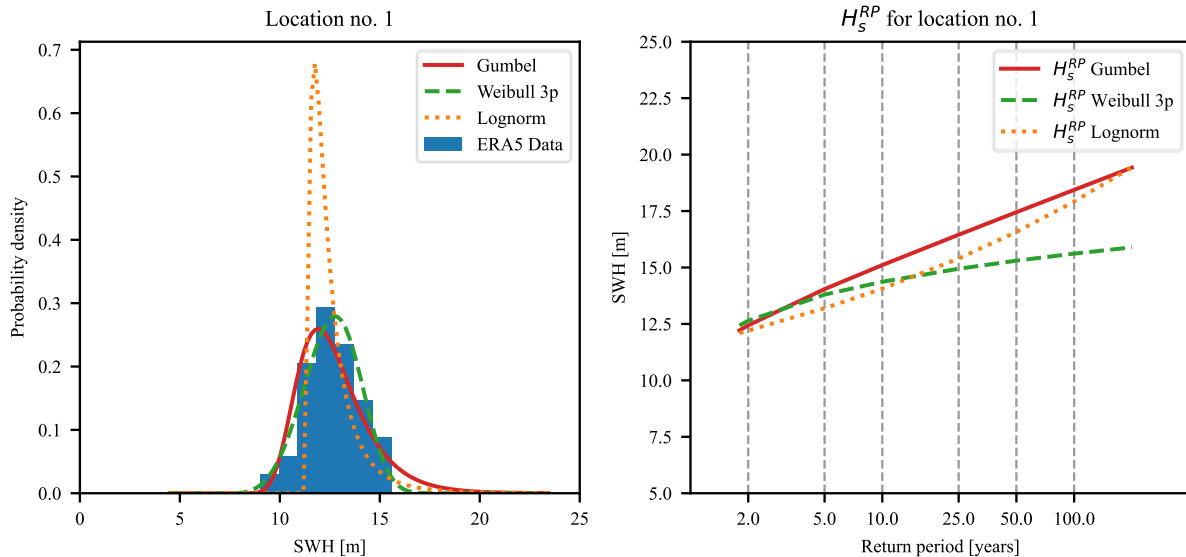 Location no. 1
0.7
0.6
0.5
0.4
0.3
0.2
0.1
0.0
Probability density
0
5
10
15
20
25
SWH [m]
Gumbel
Weibull 3p
Lognorm
ERA5 Data
$H_s^{RP}$ for location no. 1
25.0
22.5
20.0
17.5
15.0
12.5
10.0
7.5
5.0
SWH [m]
2.0
5.0
10.0
25.0
50.0
100.0
Return period [years]
$H_s^{RP}$ Gumbel
$H_s^{RP}$ Weibull 3p
$H_s^{RP}$ Lognorm